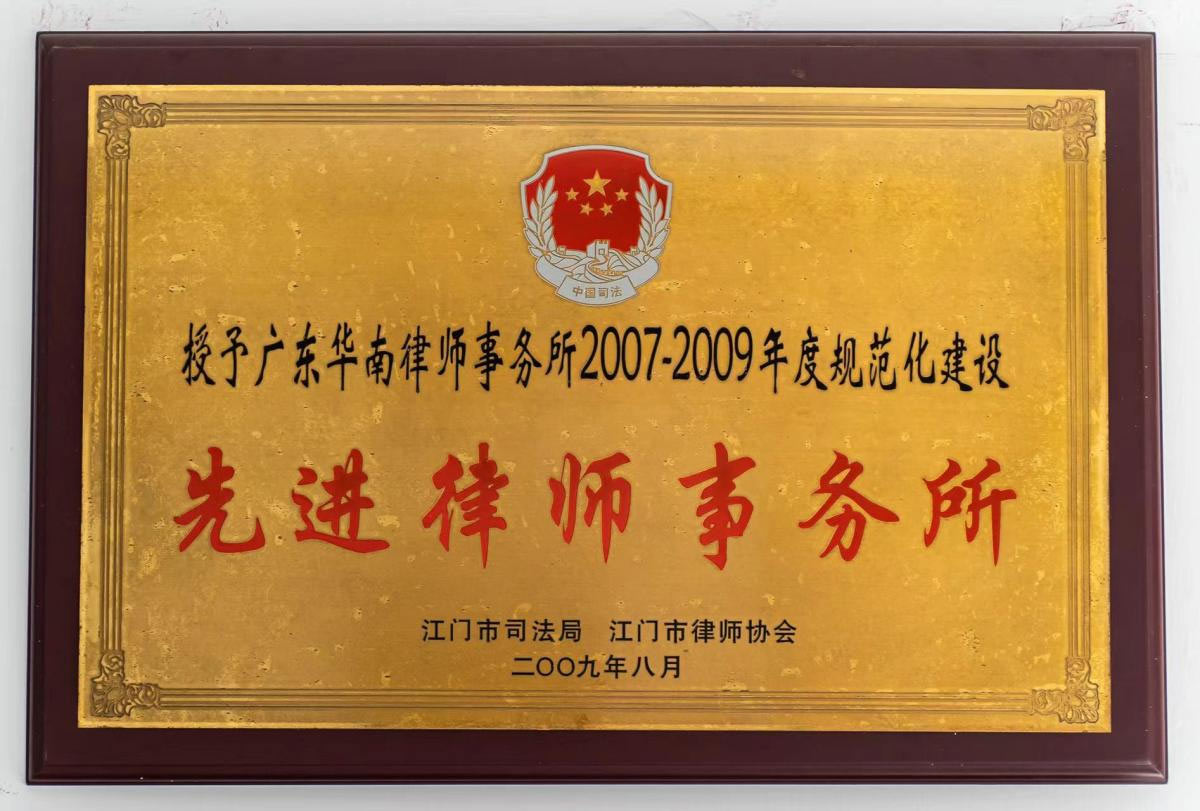 中国司法
授予广东华南律师事务所2007-2009年度规范化建设
先进律师事务所
江门市司法局 江门市律师协会
二〇〇九年八月